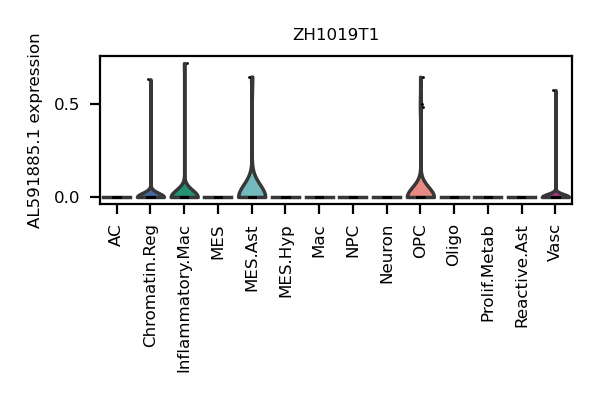 ZH1019T1
AL591885.1 expression
0.5
0.0
AC
Chromatin.Reg
Inflammatory.Mac
MES
MES.Ast
MES.Hyp
Mac
NPC
Neuron
OPC
Oligo
Prolif.Metab
Reactive.Ast
Vasc